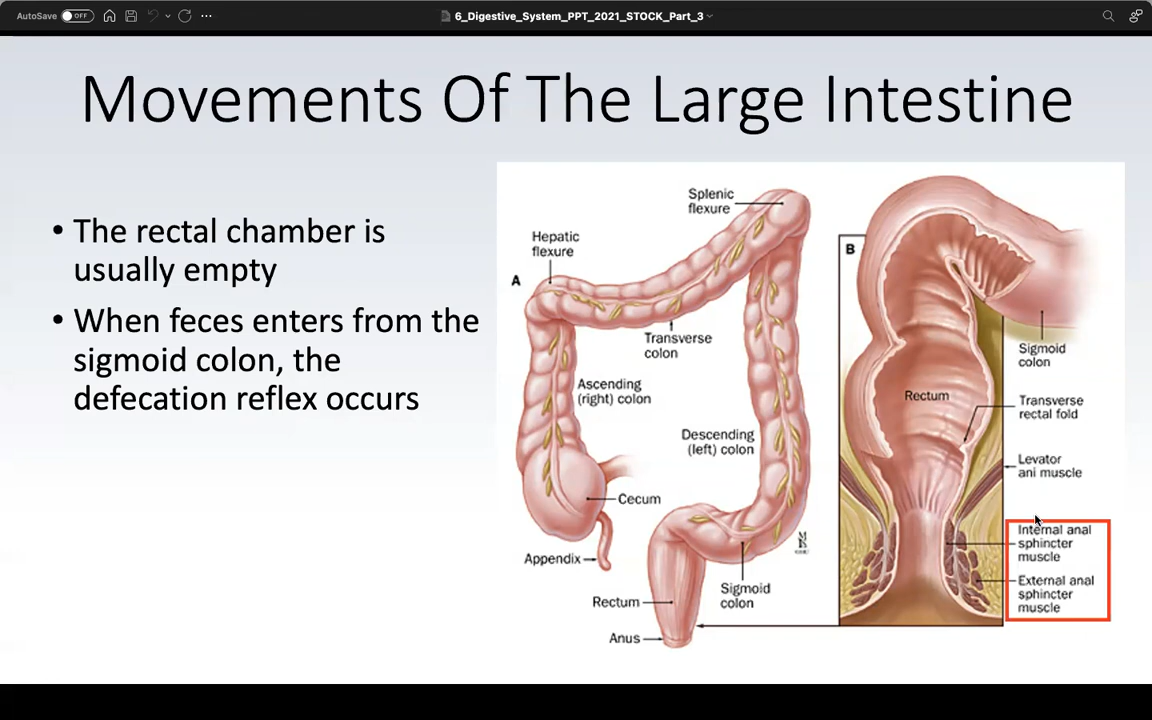 AutoSave OFF
6_Digestive_System_PPT_2021_STOCK_Part_3
Movements Of The Large Intestine
• The rectal chamber is
usually empty
• When feces enters from the
sigmoid colon, the
defecation reflex occurs
A
Splenic
flexure
Hepatic
flexure
Transverse
colon
Ascending
(right) colon
Descending
(left) colon
Cecum
Appendix
Sigmoid
colon
Rectum
Anus
B
Sigmoid
colon
Rectum
Transverse
rectal fold
Levator
ani muscle
Internal anal
sphincter
muscle
External anal
sphincter
muscle